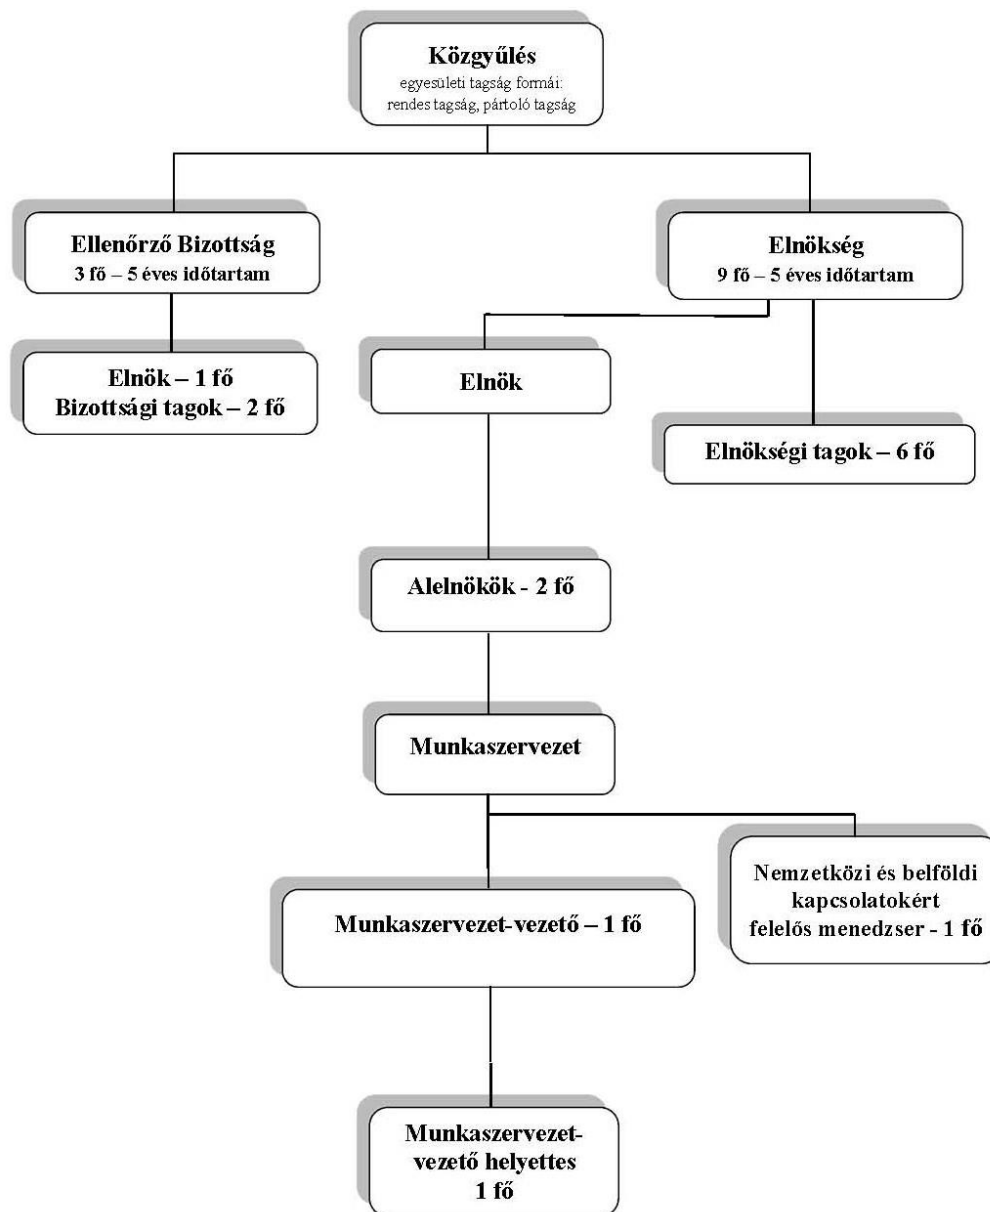 Közgyűlés
egyesületi tagság formái:
rendes tagság, pártoló tagság
Ellenőrző Bizottság
3 fő – 5 éves időtartam
Elnökség
9 fő – 5 éves időtartam
Elnök – 1 fő
Bizottsági tagok – 2 fő
Elnök
Elnökségi tagok – 6 fő
Alelnökök - 2 fő
Munkaszervezet
Nemzetközi és belföldi
kapcsolatokért
felelős menedzser - 1 fő
Munkaszervezet-vezető – 1 fő
Munkaszervezet-
vezető helyettes
1 fő